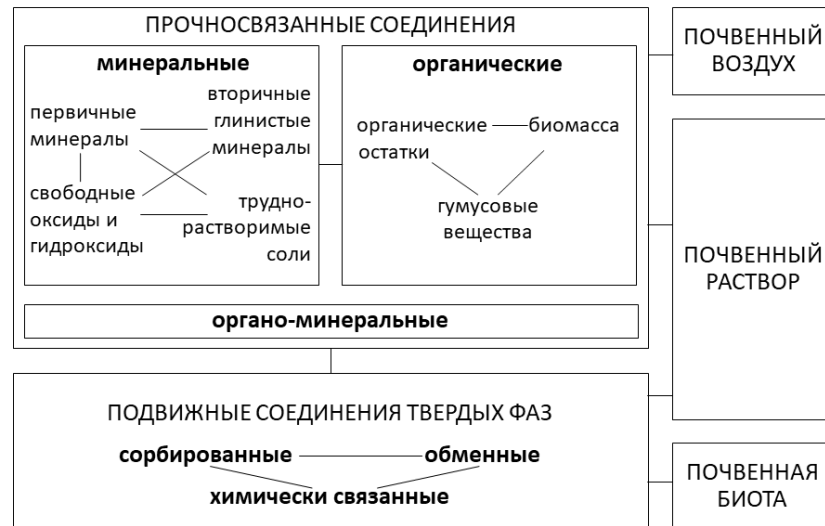 ПРОЧНОСВЯЗАННЫЕ СОЕДИНЕНИЯ
минеральные
первичные
минералы
вторичные
глинистые
минералы
свободные
оксиды и
гидроксиды
трудно-
растворимые
соли
органические
органические
остатки
биомасса
гумусовые
вещества
органо-минеральные
ПОДВИЖНЫЕ СОЕДИНЕНИЯ ТВЕРДЫХ ФАЗ
сорбированные
обменные
химически связанные
ПОЧВЕННЫЙ
ВОЗДУХ
ПОЧВЕННЫЙ
РАСТВОР
ПОЧВЕННАЯ
БИОТА